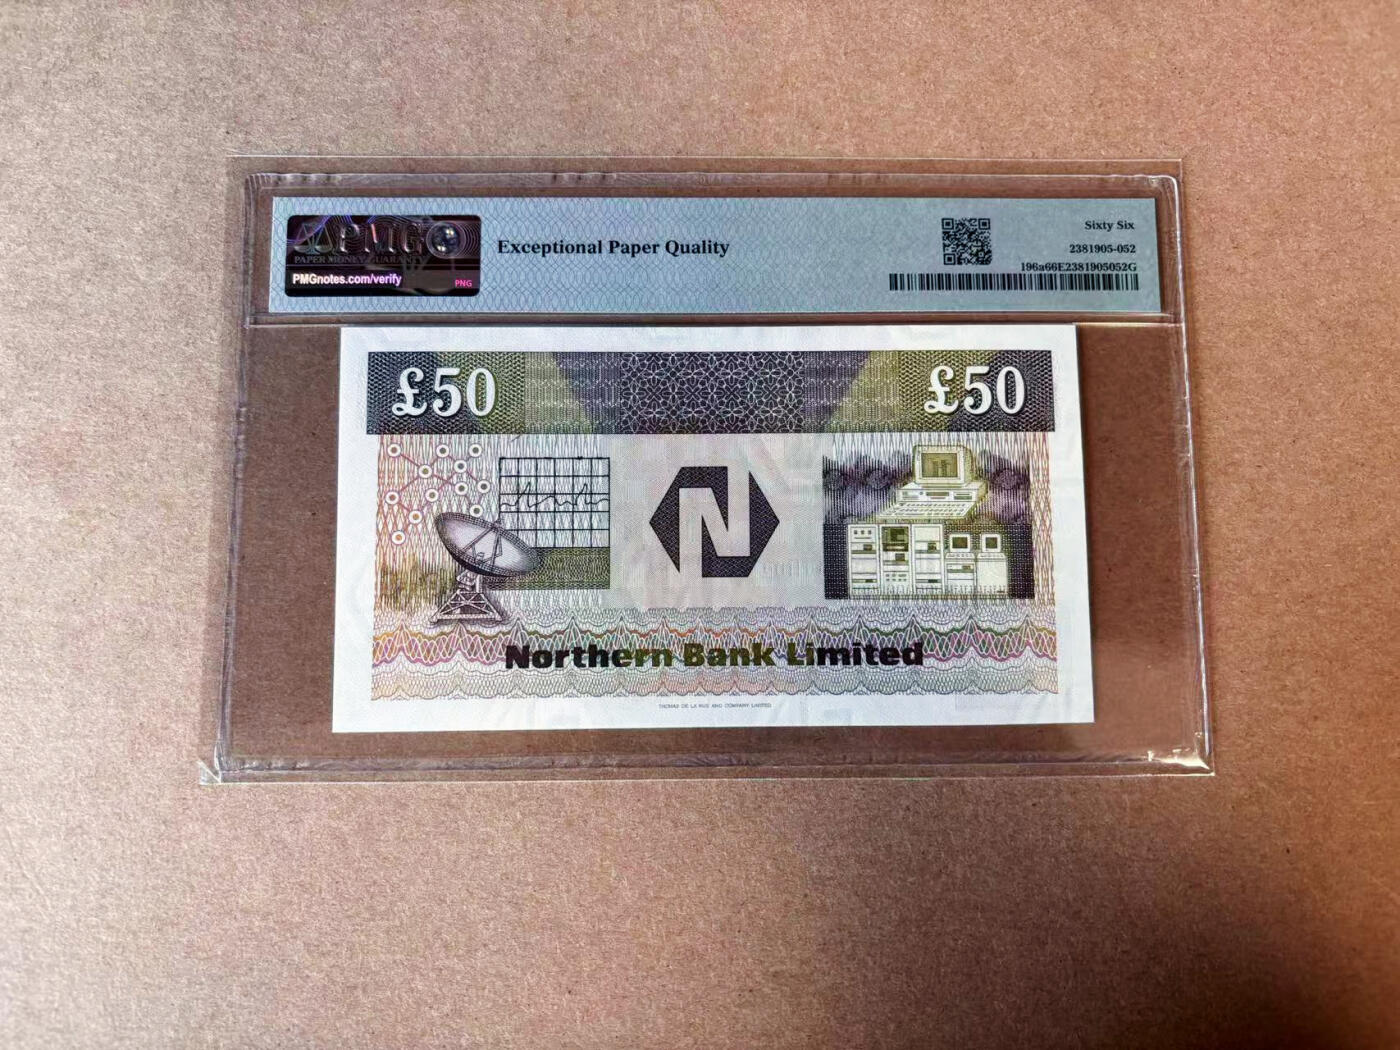 PMG
PAPER MONEY GUARANTY
PMGnotes.com/verify
PNG
Exceptional Paper Quality
Sixty Six
2381905-052
196a66E2381905052G
£50
£50
N
Northern Bank Limited
THOMAS DE LA RUE AND COMPANY LIMITED